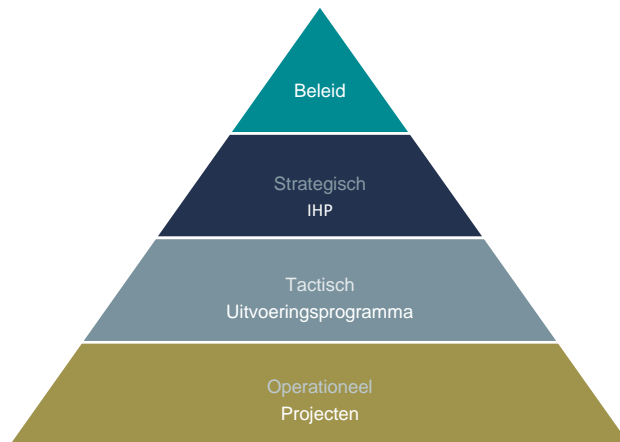 Beleid
Strategisch
IHP
Tactisch
Uitvoeringsprogramma
Operationeel
Projecten